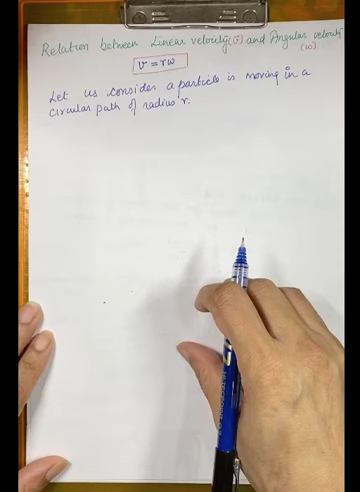 Relation between Linear velocity (v) and Angular velocity
(ω)
v = rω
Let us consider a particle is moving in a
circular path of radius r.